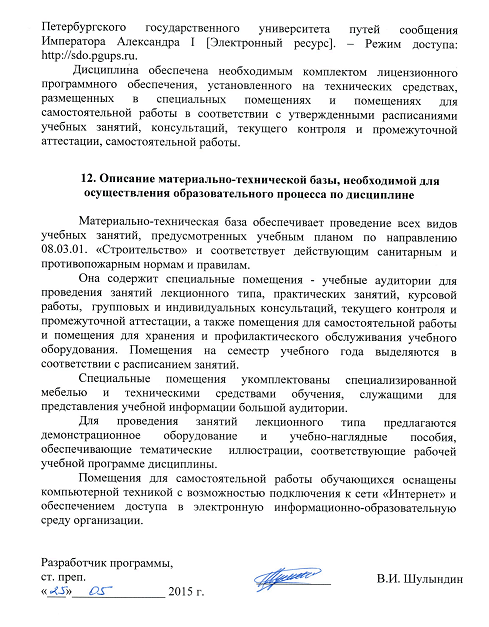 Петербургского государственного университета путей сообщения
Императора Александра I [Электронный ресурс]. – Режим доступа:
http://sdo.pgups.ru.
Дисциплина обеспечена необходимым комплектом лицензионного
программного обеспечения, установленного на технических средствах,
размещенных в специальных помещениях и помещениях для
самостоятельной работы в соответствии с утвержденными расписаниями
учебных занятий, консультаций, текущего контроля и промежуточной
аттестации, самостоятельной работы.
12. Описание материально-технической базы, необходимой для
осуществления образовательного процесса по дисциплине
Материально-техническая база обеспечивает проведение всех видов
учебных занятий, предусмотренных учебным планом по направлению
08.03.01. «Строительство» и соответствует действующим санитарным и
противопожарным нормам и правилам.
Она содержит специальные помещения - учебные аудитории для
проведения занятий лекционного типа, практических занятий, курсовой
работы, групповых и индивидуальных консультаций, текущего контроля и
промежуточной аттестации, а также помещения для самостоятельной работы
и помещения для хранения и профилактического обслуживания учебного
оборудования. Помещения на семестр учебного года выделяются в
соответствии с расписанием занятий.
Специальные помещения укомплектованы специализированной
мебелью и техническими средствами обучения, служащими для
представления учебной информации большой аудитории.
Для проведения занятий лекционного типа предлагаются
демонстрационное оборудование и учебно-наглядные пособия,
обеспечивающие тематические иллюстрации, соответствующие рабочей
учебной программе дисциплины.
Помещения для самостоятельной работы обучающихся оснащены
компьютерной техникой с возможностью подключения к сети «Интернет» и
обеспечением доступа в электронную информационно-образовательную
среду организации.
Разработчик программы,
ст. преп. В.И. Шулындин
«25» 05 2015 г.